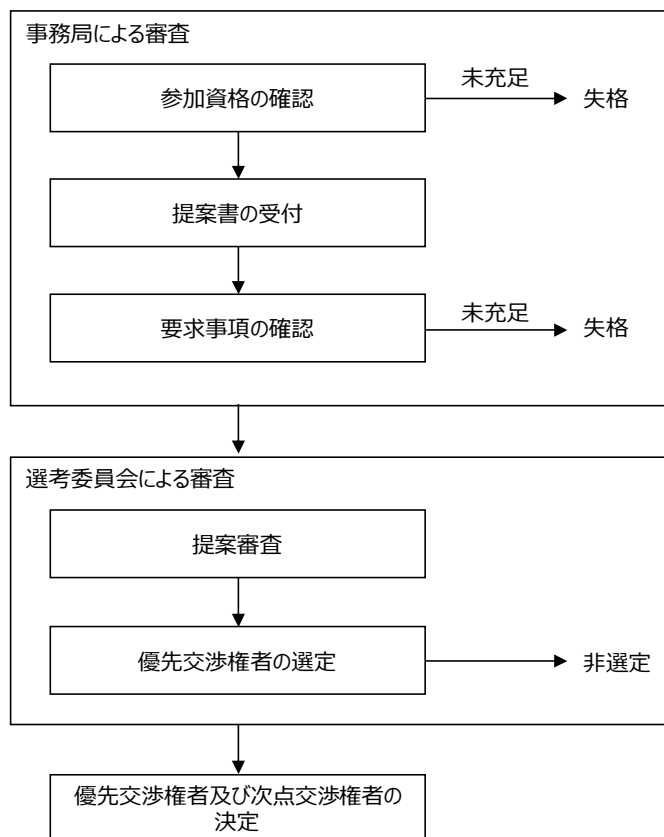 事務局による審査
参加資格の確認
未充足
失格
提案書の受付
要求事項の確認
未充足
失格
選考委員会による審査
提案審査
優先交渉権者の選定
非選定
優先交渉権者及び次点交渉権者の
決定